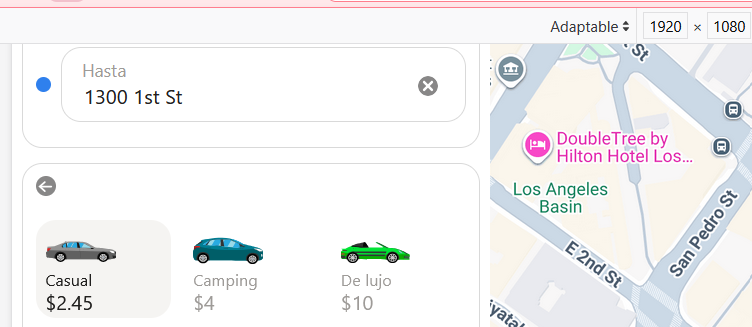 Adaptable 1920 × 1080
Hasta
1300 1st St
Casual
$2.45
Camping
$4
De lujo
$10
DoubleTree by
Hilton Hotel Los...
Los Angeles
Basin
E 2nd St
San Pedro St